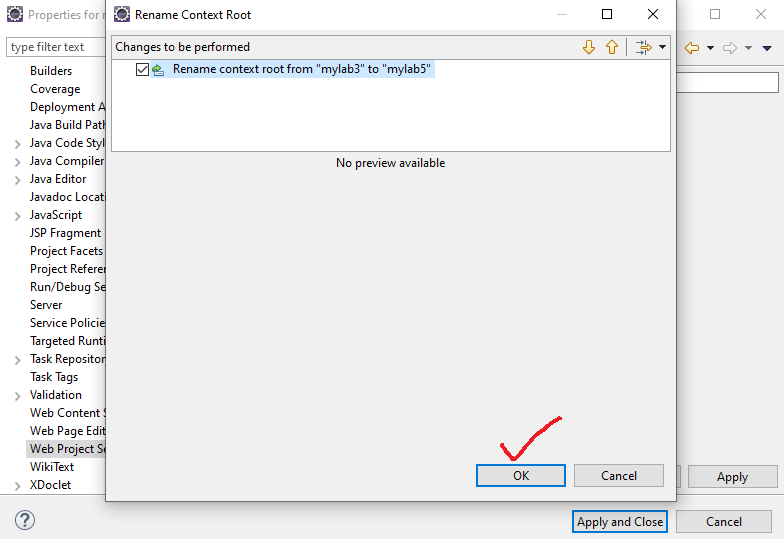 Properties for
Rename Context Root
type filter text
Changes to be performed
Rename context root from "mylab3" to "mylab5"
No preview available
Builders
Coverage
Deployment A
Java Build Path
Java Code Styl
Java Compiler
Java Editor
Javadoc Locati
JavaScript
JSP Fragment
Project Facets
Project Referen
Run/Debug Se
Server
Service Policie
Targeted Runti
Task Repositor
Task Tags
Validation
Web Content S
Web Page Edit
Web Project Se
WikiText
XDoclet
OK
Cancel
Apply
?
Apply and Close
Cancel